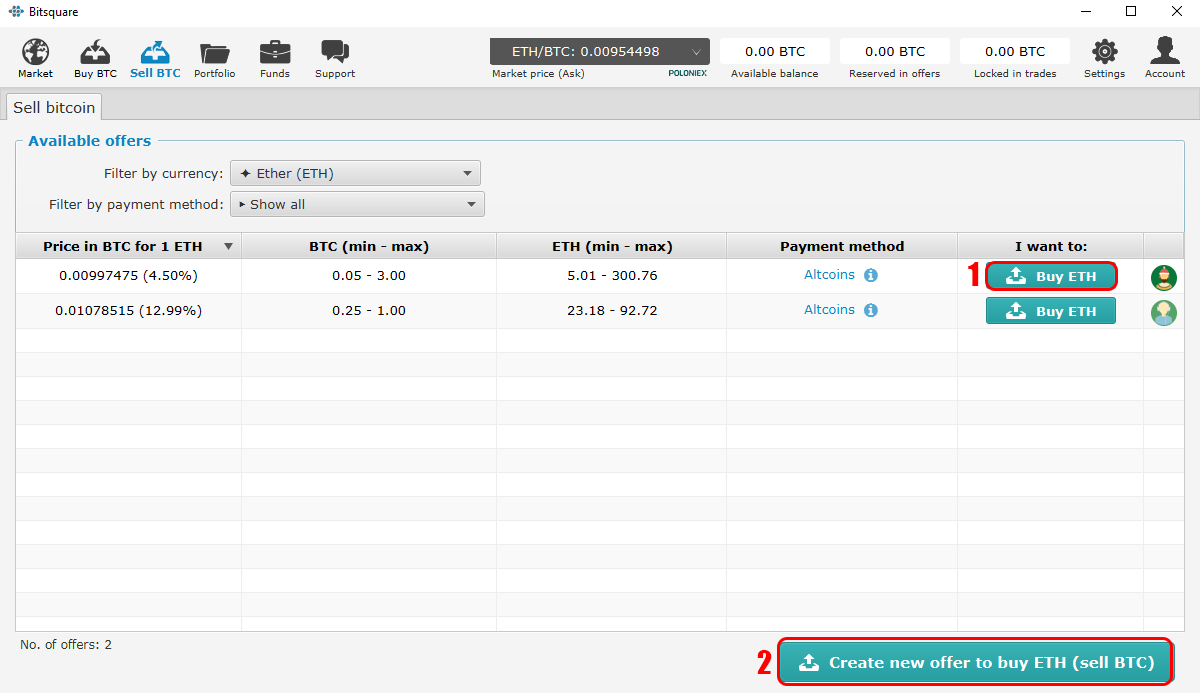 Bitsquare
Market
Buy BTC
Sell BTC
Portfolio
Funds
Support
ETH/BTC: 0.00954498
Market price (Ask)
POLONIEX
0.00 BTC
Available balance
0.00 BTC
Reserved in offers
0.00 BTC
Locked in trades
Settings
Account
Sell bitcoin
Available offers
Filter by currency: ✦ Ether (ETH)
Filter by payment method: ▸ Show all
Price in BTC for 1 ETH BTC (min - max) ETH (min - max) Payment method I want to:
0.00997475 (4.50%) 0.05 - 3.00 5.01 - 300.76 Altcoins 1 Buy ETH
0.01078515 (12.99%) 0.25 - 1.00 23.18 - 92.72 Altcoins Buy ETH
No. of offers: 2
2 Create new offer to buy ETH (sell BTC)